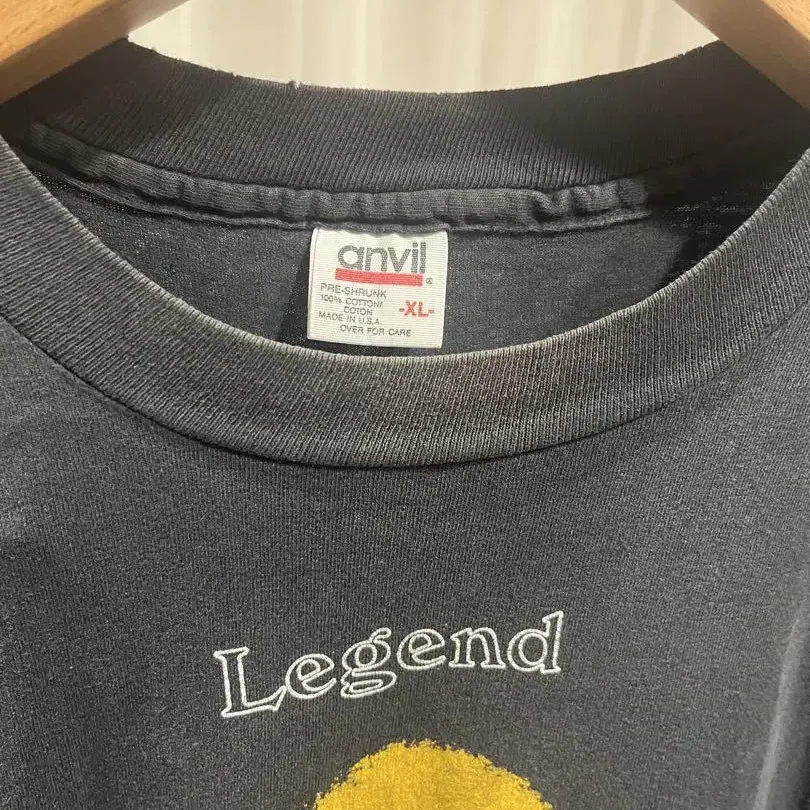 anvil®
PRE-SHRUNK
100% COTTON/
COTON
MADE IN U.S.A.
OVER FOR CARE
-XL-
Legend